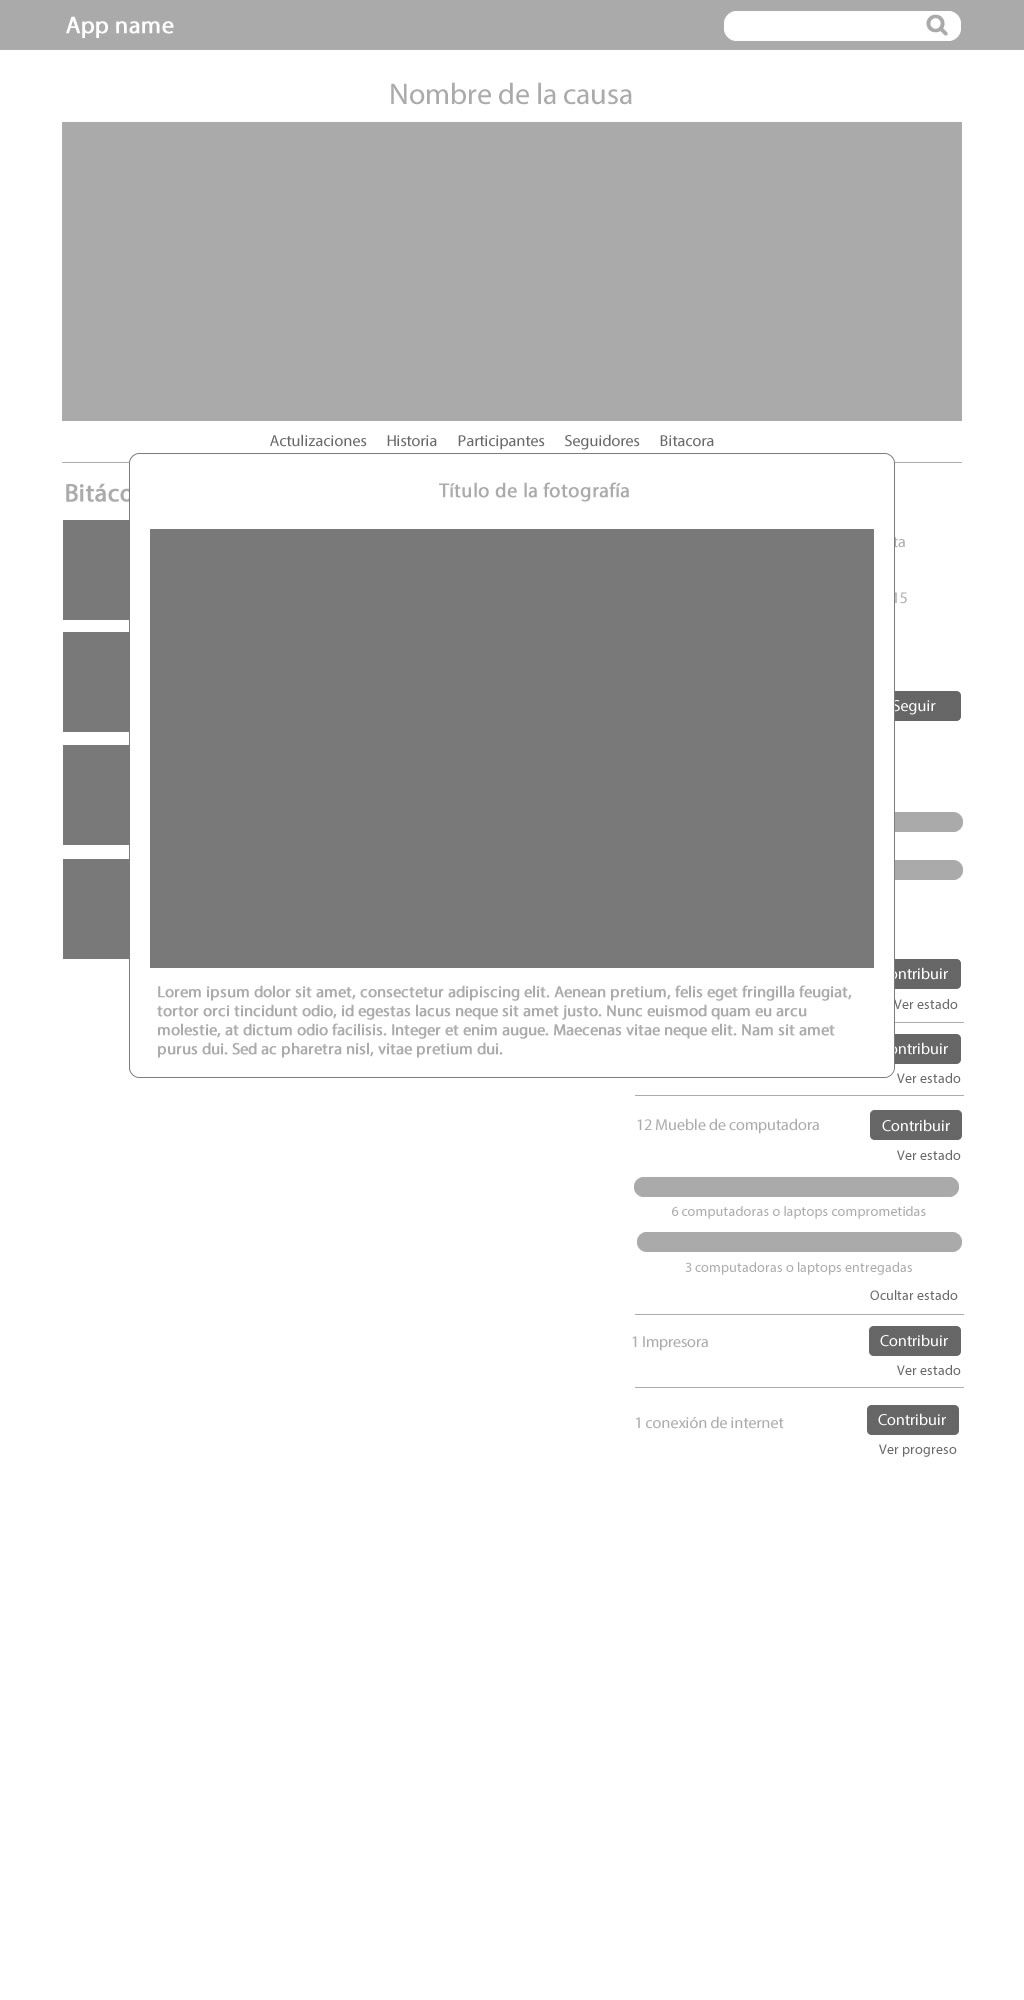 App name
Nombre de la causa
Actulizaciones Historia Participantes Seguidores Bitacora
Título de la fotografía
15
Seguir
Lorem ipsum dolor sit amet, consectetur adipiscing elit. Aenean pretium, felis eget fringilla feugiat,
tortor orci tincidunt odio, id egestas lacus neque sit amet justo. Nunc euismod quam eu arcu
molestie, at dictum odio facilisis. Integer et enim augue. Maecenas vitae neque elit. Nam sit amet
purus dui. Sed ac pharetra nisl, vitae pretium dui.
Ver estado
Ver estado
12 Mueble de computadora
Contribuir
Ver estado
6 computadoras o laptops comprometidas
3 computadoras o laptops entregadas
Ocultar estado
1 Impresora
Contribuir
Ver estado
1 conexión de internet
Contribuir
Ver progreso